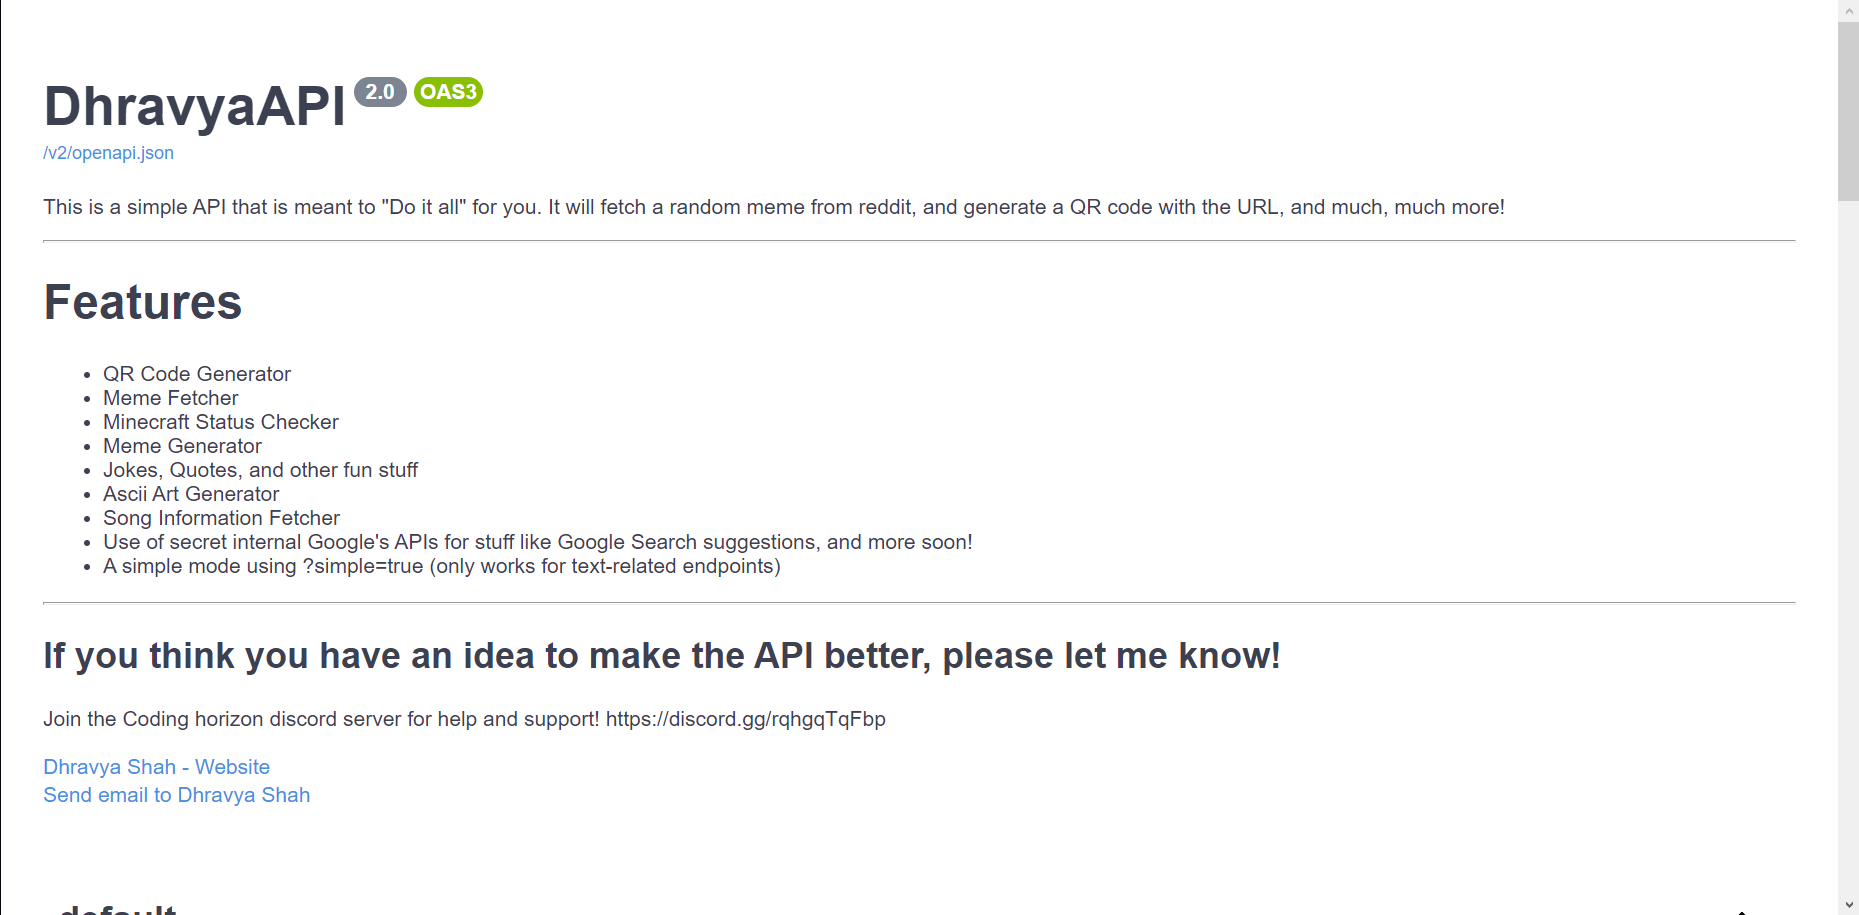 DhravyaAPI 2.0 OAS3
/v2/openapi.json
This is a simple API that is meant to "Do it all" for you. It will fetch a random meme from reddit, and generate a QR code with the URL, and much, much more!
Features
• QR Code Generator
• Meme Fetcher
• Minecraft Status Checker
• Meme Generator
• Jokes, Quotes, and other fun stuff
• Ascii Art Generator
• Song Information Fetcher
• Use of secret internal Google's APIs for stuff like Google Search suggestions, and more soon!
• A simple mode using ?simple=true (only works for text-related endpoints)
If you think you have an idea to make the API better, please let me know!
Join the Coding horizon discord server for help and support! https://discord.gg/rqhgqTqFbp
Dhravya Shah - Website
Send email to Dhravya Shah
default